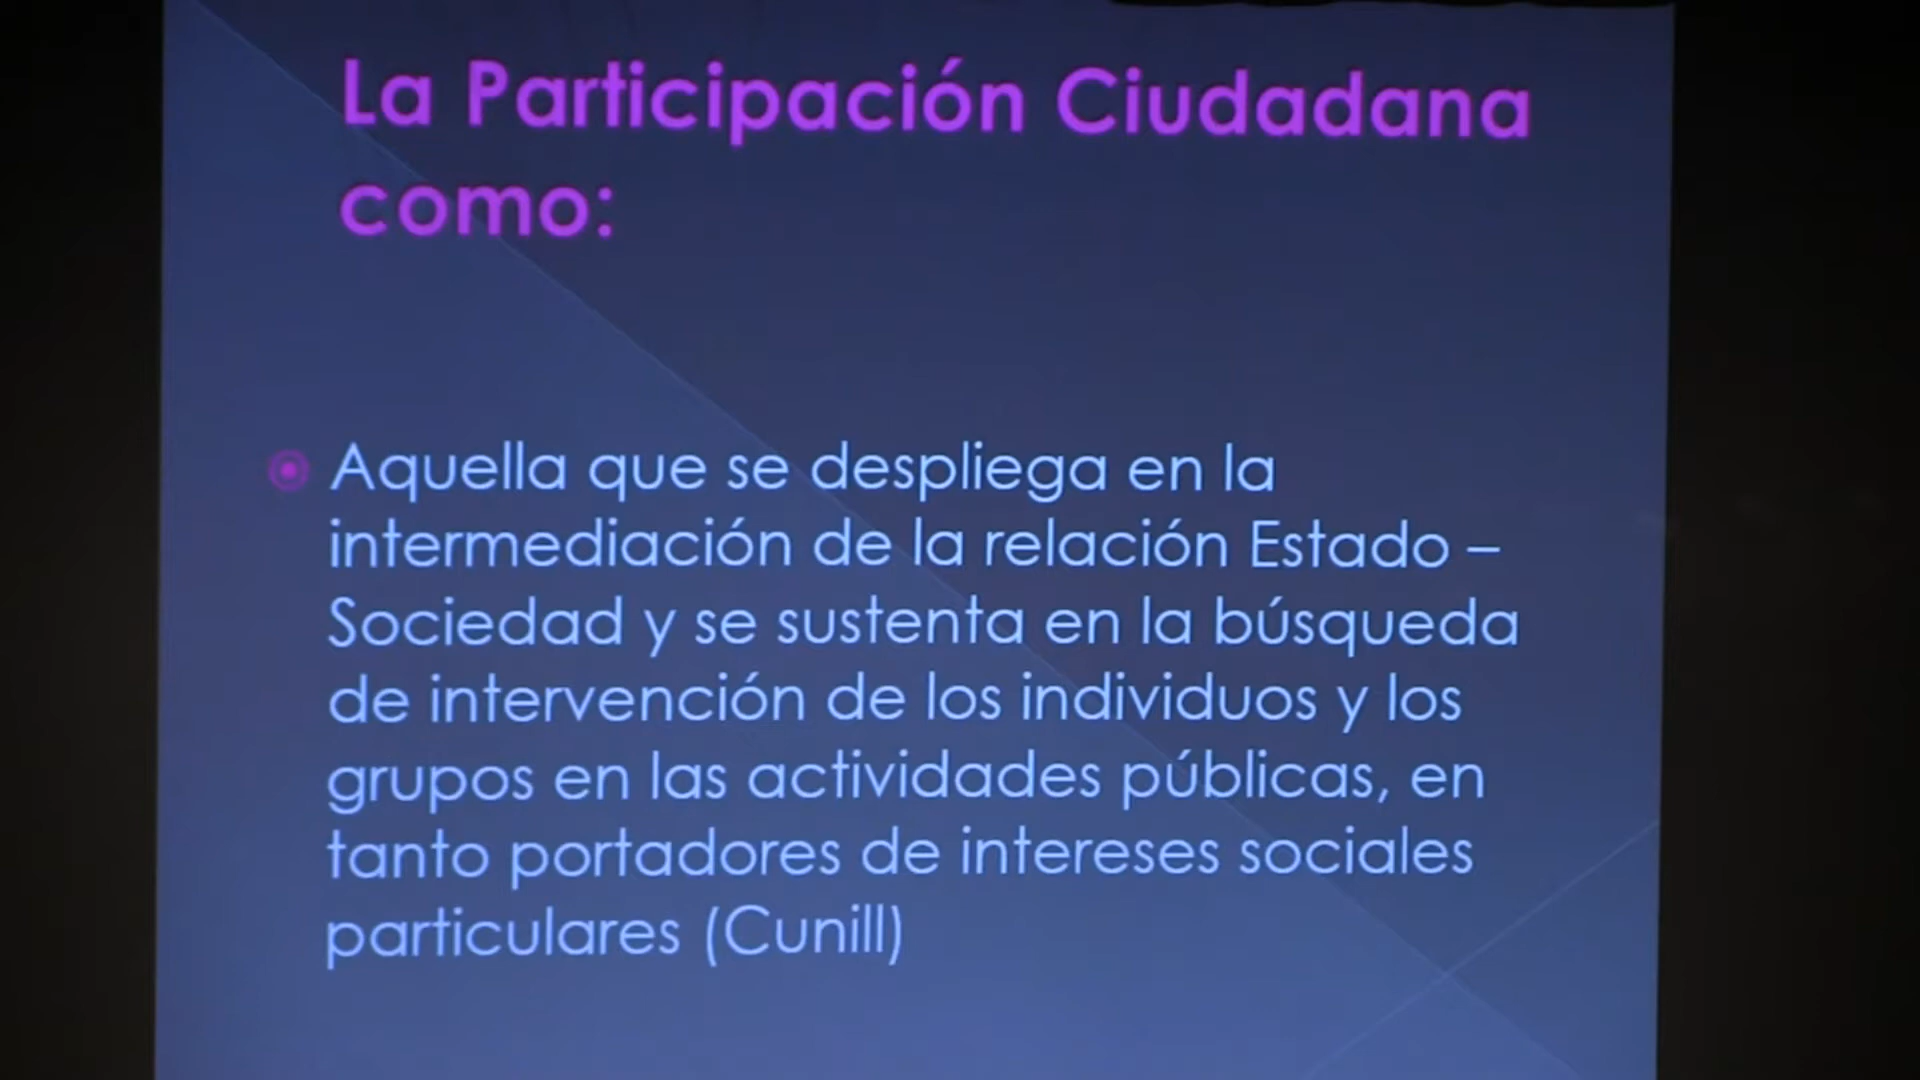 La Participación Ciudadana
como:
Aquella que se despliega en la
intermediación de la relación Estado –
Sociedad y se sustenta en la búsqueda
de intervención de los individuos y los
grupos en las actividades públicas, en
tanto portadores de intereses sociales
particulares (Cunill)